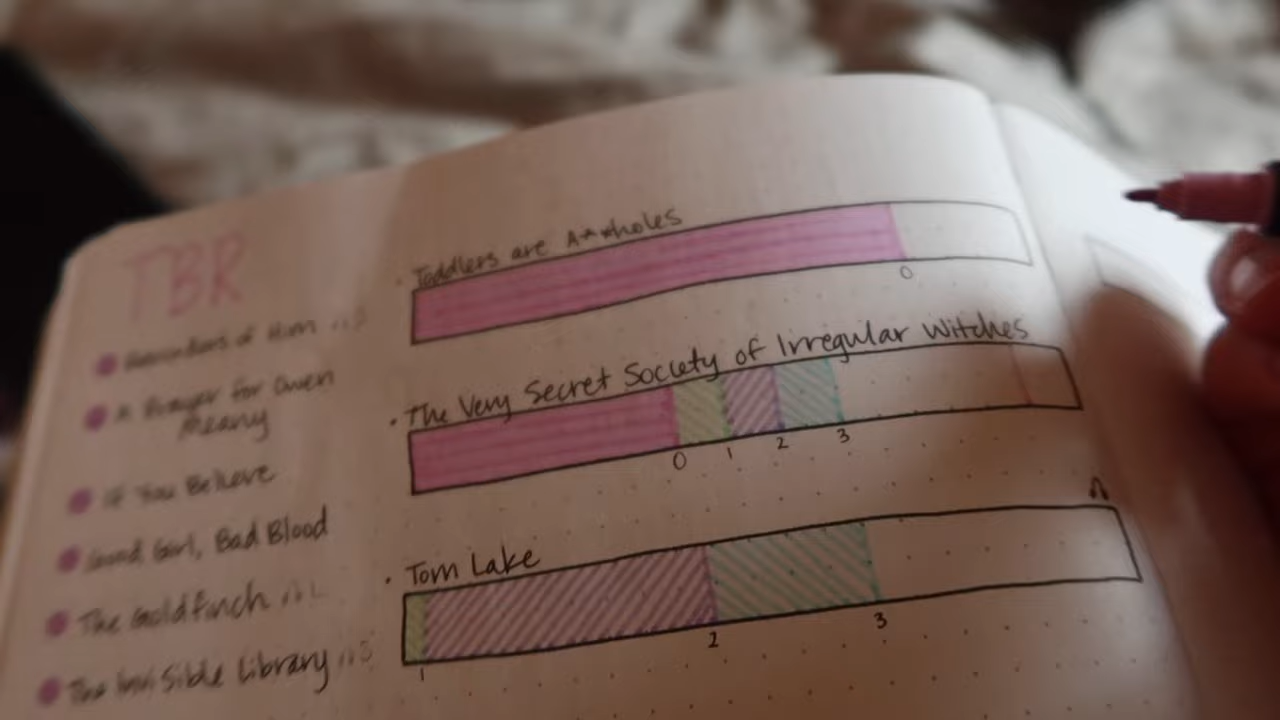 TBR
A Prayer for Owen
Meany
If You Believe
Good Girl, Bad Blood
The Goldfinch
The Invisible Library
Toddlers are A**holes
0
The Very Secret Society of Irregular Witches
0 1 2 3
Tom Lake
1 2 3